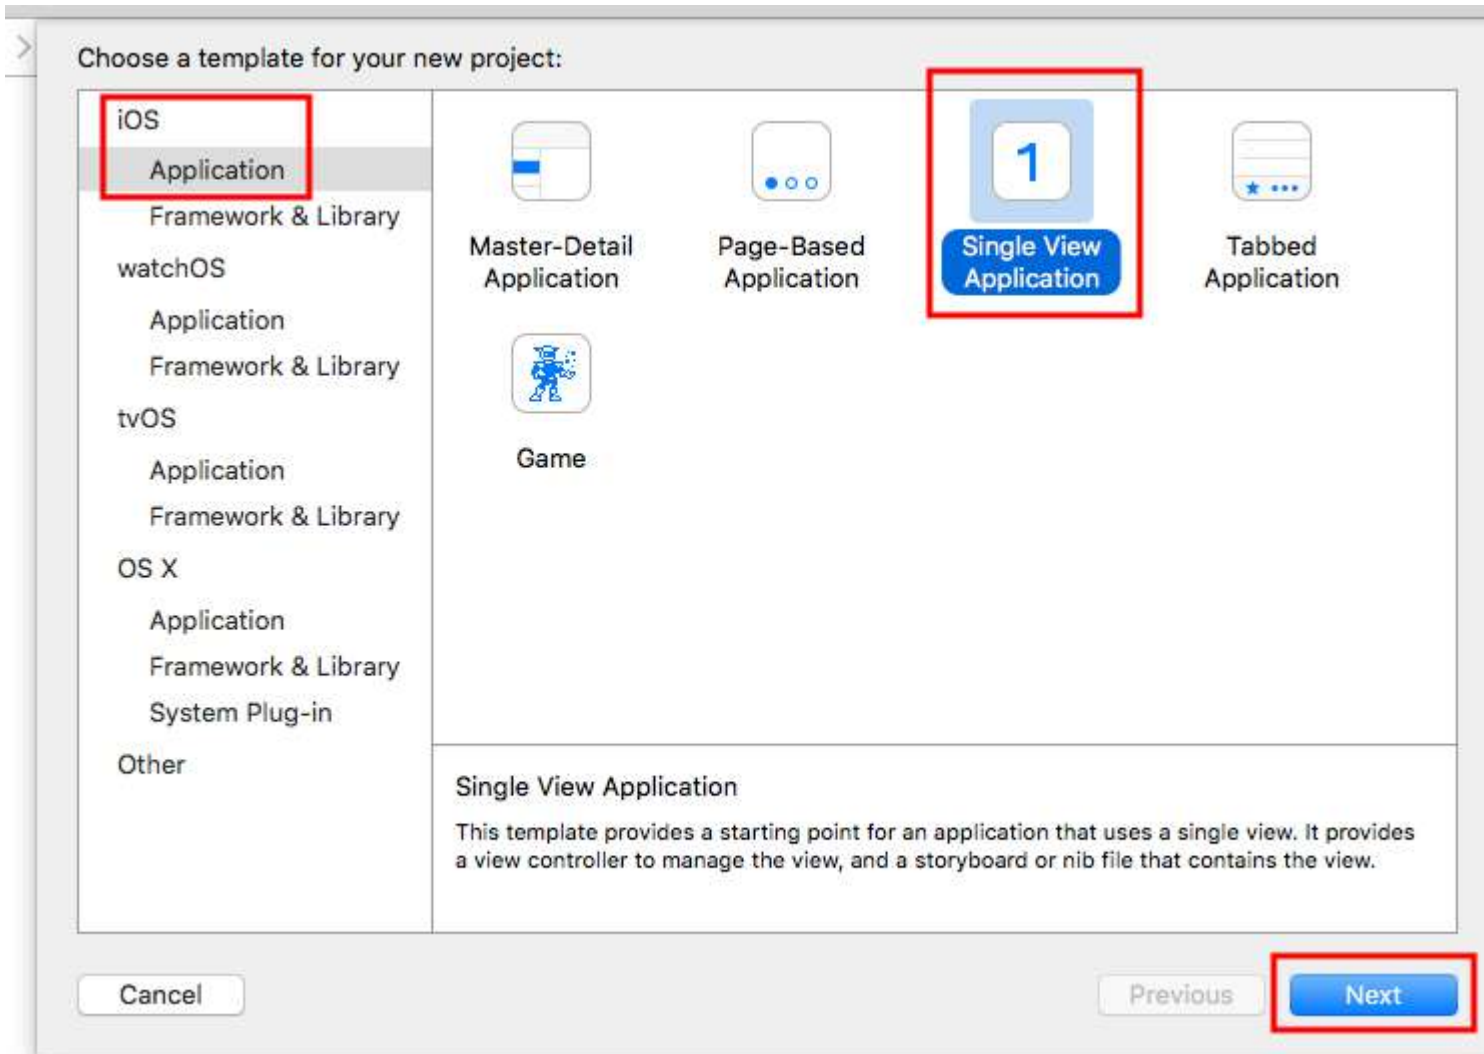 Choose a template for your new project:
iOS
Application
Framework & Library
watchOS
Application
Framework & Library
tvOS
Application
Framework & Library
OS X
Application
Framework & Library
System Plug-in
Other
Master-Detail
Application
Page-Based
Application
1
Single View
Application
Tabbed
Application
Game
Single View Application
This template provides a starting point for an application that uses a single view. It provides
a view controller to manage the view, and a storyboard or nib file that contains the view.
Cancel
Previous
Next